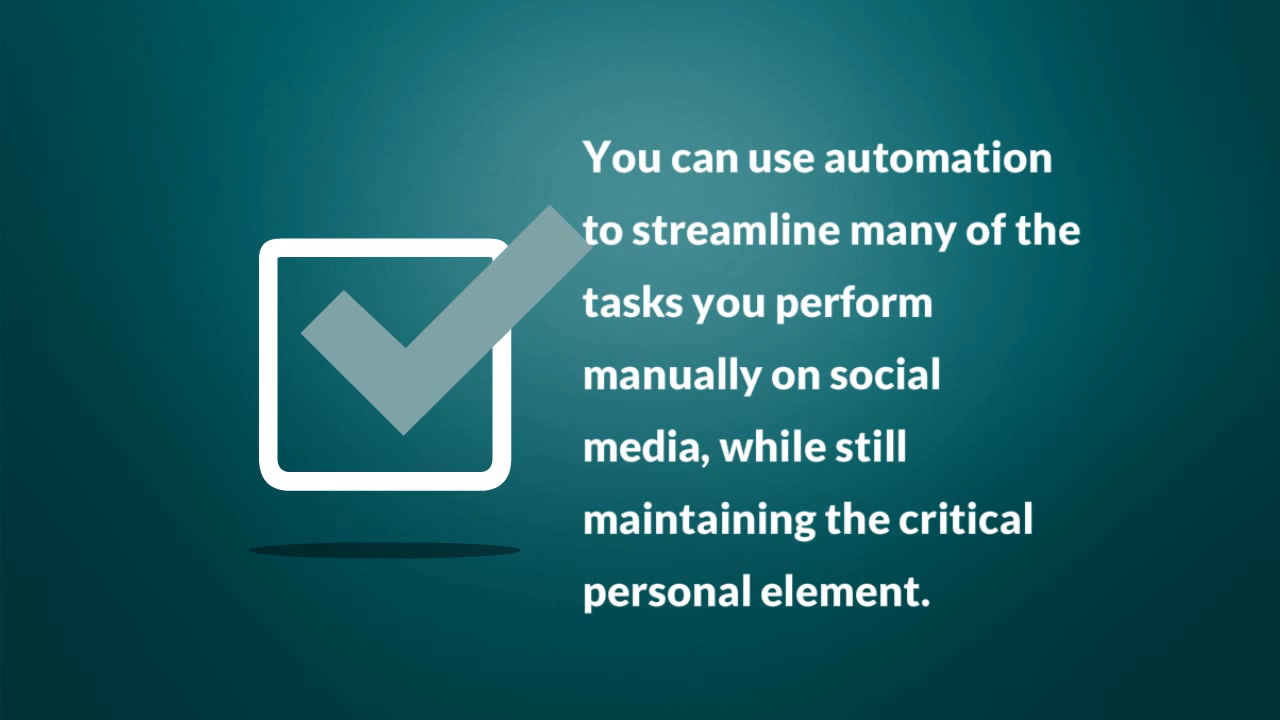 You can use automation
to streamline many of the
tasks you perform
manually on social
media, while still
maintaining the critical
personal element.